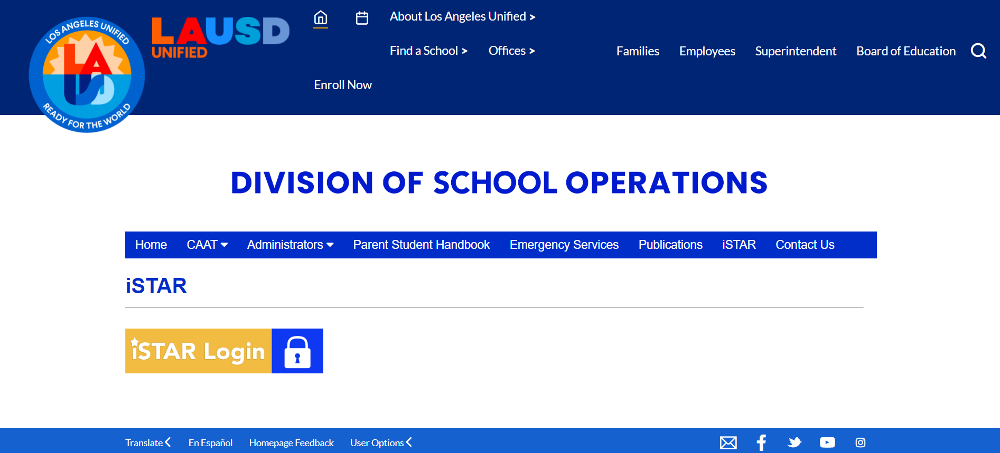 LOS ANGELES UNIFIED
LAUSD
READY FOR THE WORLD
LAUSD
UNIFIED
About Los Angeles Unified >
Find a School > Offices >
Enroll Now
Families Employees Superintendent Board of Education
DIVISION OF SCHOOL OPERATIONS
Home CAAT Administrators Parent Student Handbook Emergency Services Publications iSTAR Contact Us
iSTAR
iSTAR Login
Translate En Español Homepage Feedback User Options